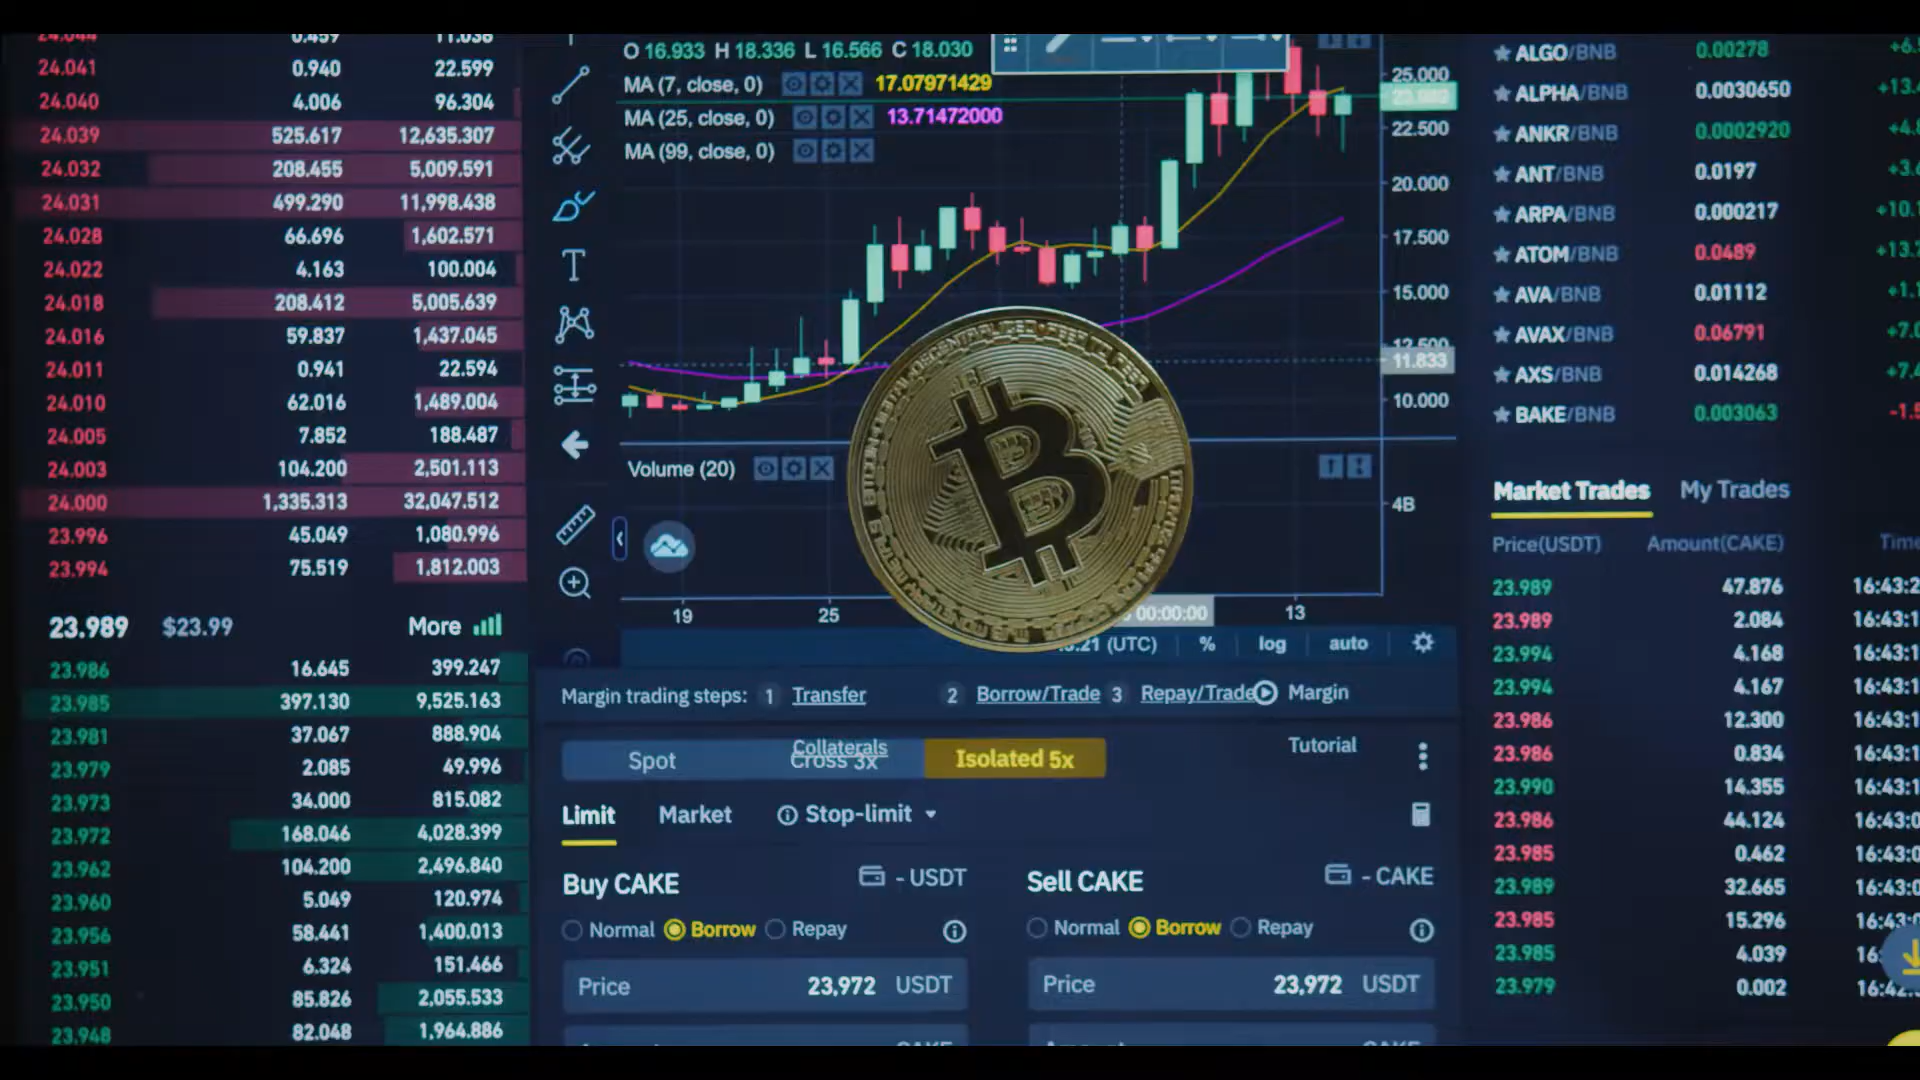 24.044 0.459 11.036
24.041 0.940 22.599
24.040 4.006 96.304
24.039 525.617 12,635.307
24.032 208.455 5,009.591
24.031 499.290 11,998.438
24.028 66.696 1,602.571
24.022 4.163 100.004
24.018 208.412 5,005.639
24.016 59.837 1,437.045
24.011 0.941 22.594
24.010 62.016 1,489.004
24.005 7.852 188.487
24.003 104.200 2,501.113
24.000 1,335.313 32,047.512
23.996 45.049 1,080.996
23.994 75.519 1,812.003
23.989 $23.99 More
23.986 16.645 399.247
23.985 397.130 9,525.163
23.981 37.067 888.904
23.979 2.085 49.996
23.973 34.000 815.082
23.972 168.046 4,028.399
23.962 104.200 2,496.840
23.960 5.049 120.974
23.956 58.441 1,400.013
23.951 6.324 151.466
23.950 85.826 2,055.533
23.948 82.048 1,964.886
O 16.933 H 18.336 L 16.566 C 18.030
MA (7, close, 0) 17.07971429
MA (25, close, 0) 13.71472000
MA (99, close, 0)
25.000
22.500
20.000
17.500
15.000
12.500
11.833
10.000
Volume (20)
4B
19 25 00:00:00 13
(UTC) % log auto
Margin trading steps: 1 Transfer 2 Borrow/Trade 3 Repay/Trade Margin
Tutorial
Spot Collaterals Cross 3x Isolated 5x
Limit Market Stop-limit
Buy CAKE - USDT
Normal Borrow Repay
Price 23,972 USDT
CAKE
Sell CAKE - CAKE
Normal Borrow Repay
Price 23,972 USDT
CAKE
ALGO/BNB 0.00278
ALPHA/BNB 0.0030650
ANKR/BNB 0.0002920
ANT/BNB 0.0197
ARPA/BNB 0.000217
ATOM/BNB 0.0489
AVA/BNB 0.01112
AVAX/BNB 0.06791
AXS/BNB 0.014268
BAKE/BNB 0.003063
Market Trades My Trades
Price(USDT) Amount(CAKE) Time
23.989 47.876
23.989 2.084
23.994 4.168
23.994 4.167
23.986 12.300
23.986 0.834
23.990 14.355
23.986 44.124
23.985 0.462
23.989 32.665
23.985 15.296
23.985 4.039
23.979 0.002